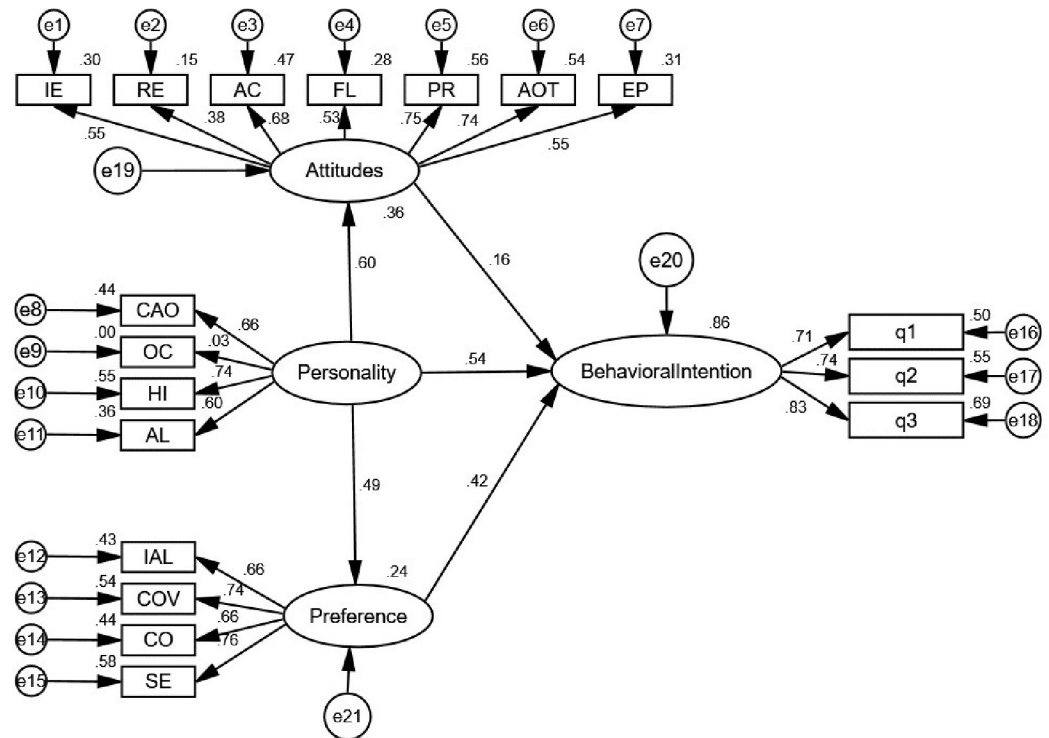 e1 e2 e3 e4 e5 e6 e7
.30 .15 .47 .28 .56 .54 .31
IE RE AC FL PR AOT EP
.55 .38 .68 .53 .75 .74 .55
e19 Attitudes
.36
.60 .16
e20
.86
e8 .44 CAO .66
e9 .00 OC .03
e10 .55 HI .74
e11 .36 AL .60
Personality .54 BehavioralIntention
.71 q1 .50 e16
.74 q2 .55 e17
.83 q3 .69 e18
.49 .42
e12 .43 IAL .66
e13 .54 COV .74
e14 .44 CO .66
e15 .58 SE .76
.24
Preference
e21